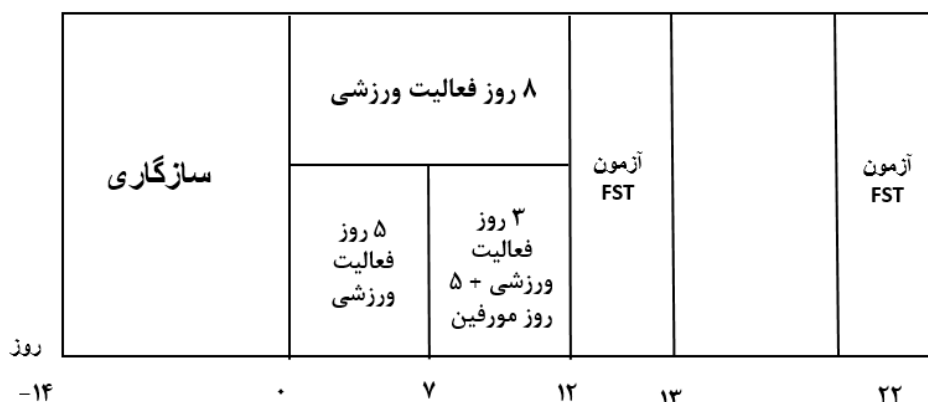 ۸ روز فعالیت ورزشی
سازگاری
آزمون
FST
آزمون
FST
۵ روز
فعالیت
ورزشی
۳ روز
فعالیت
ورزشی + ۵
روز مورفین
روز
−۱۴
۰
۷
۱۲
۱۳
۲۲